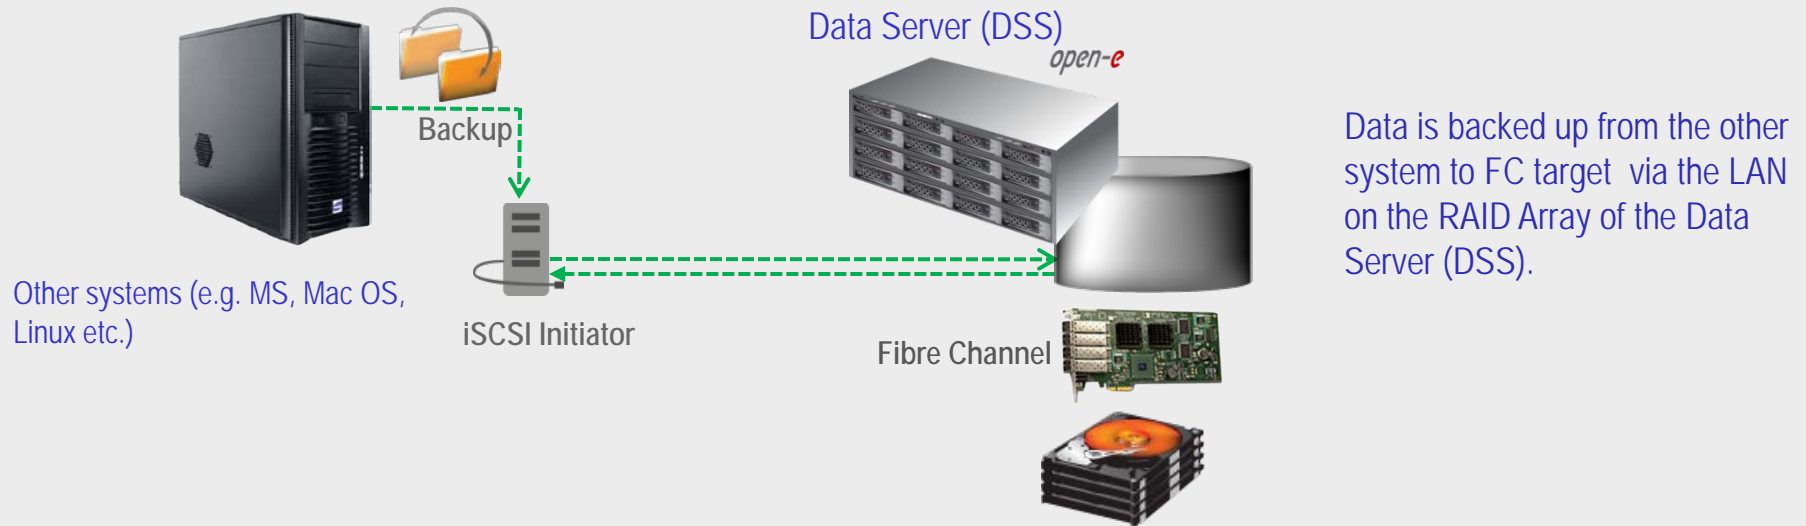 Data Server (DSS)
open-e
Backup
Data is backed up from the other
system to FC target  via the LAN
on the RAID Array of the Data
Server (DSS).
Other systems (e.g. MS, Mac OS,
Linux etc.)
iSCSI Initiator
Fibre Channel